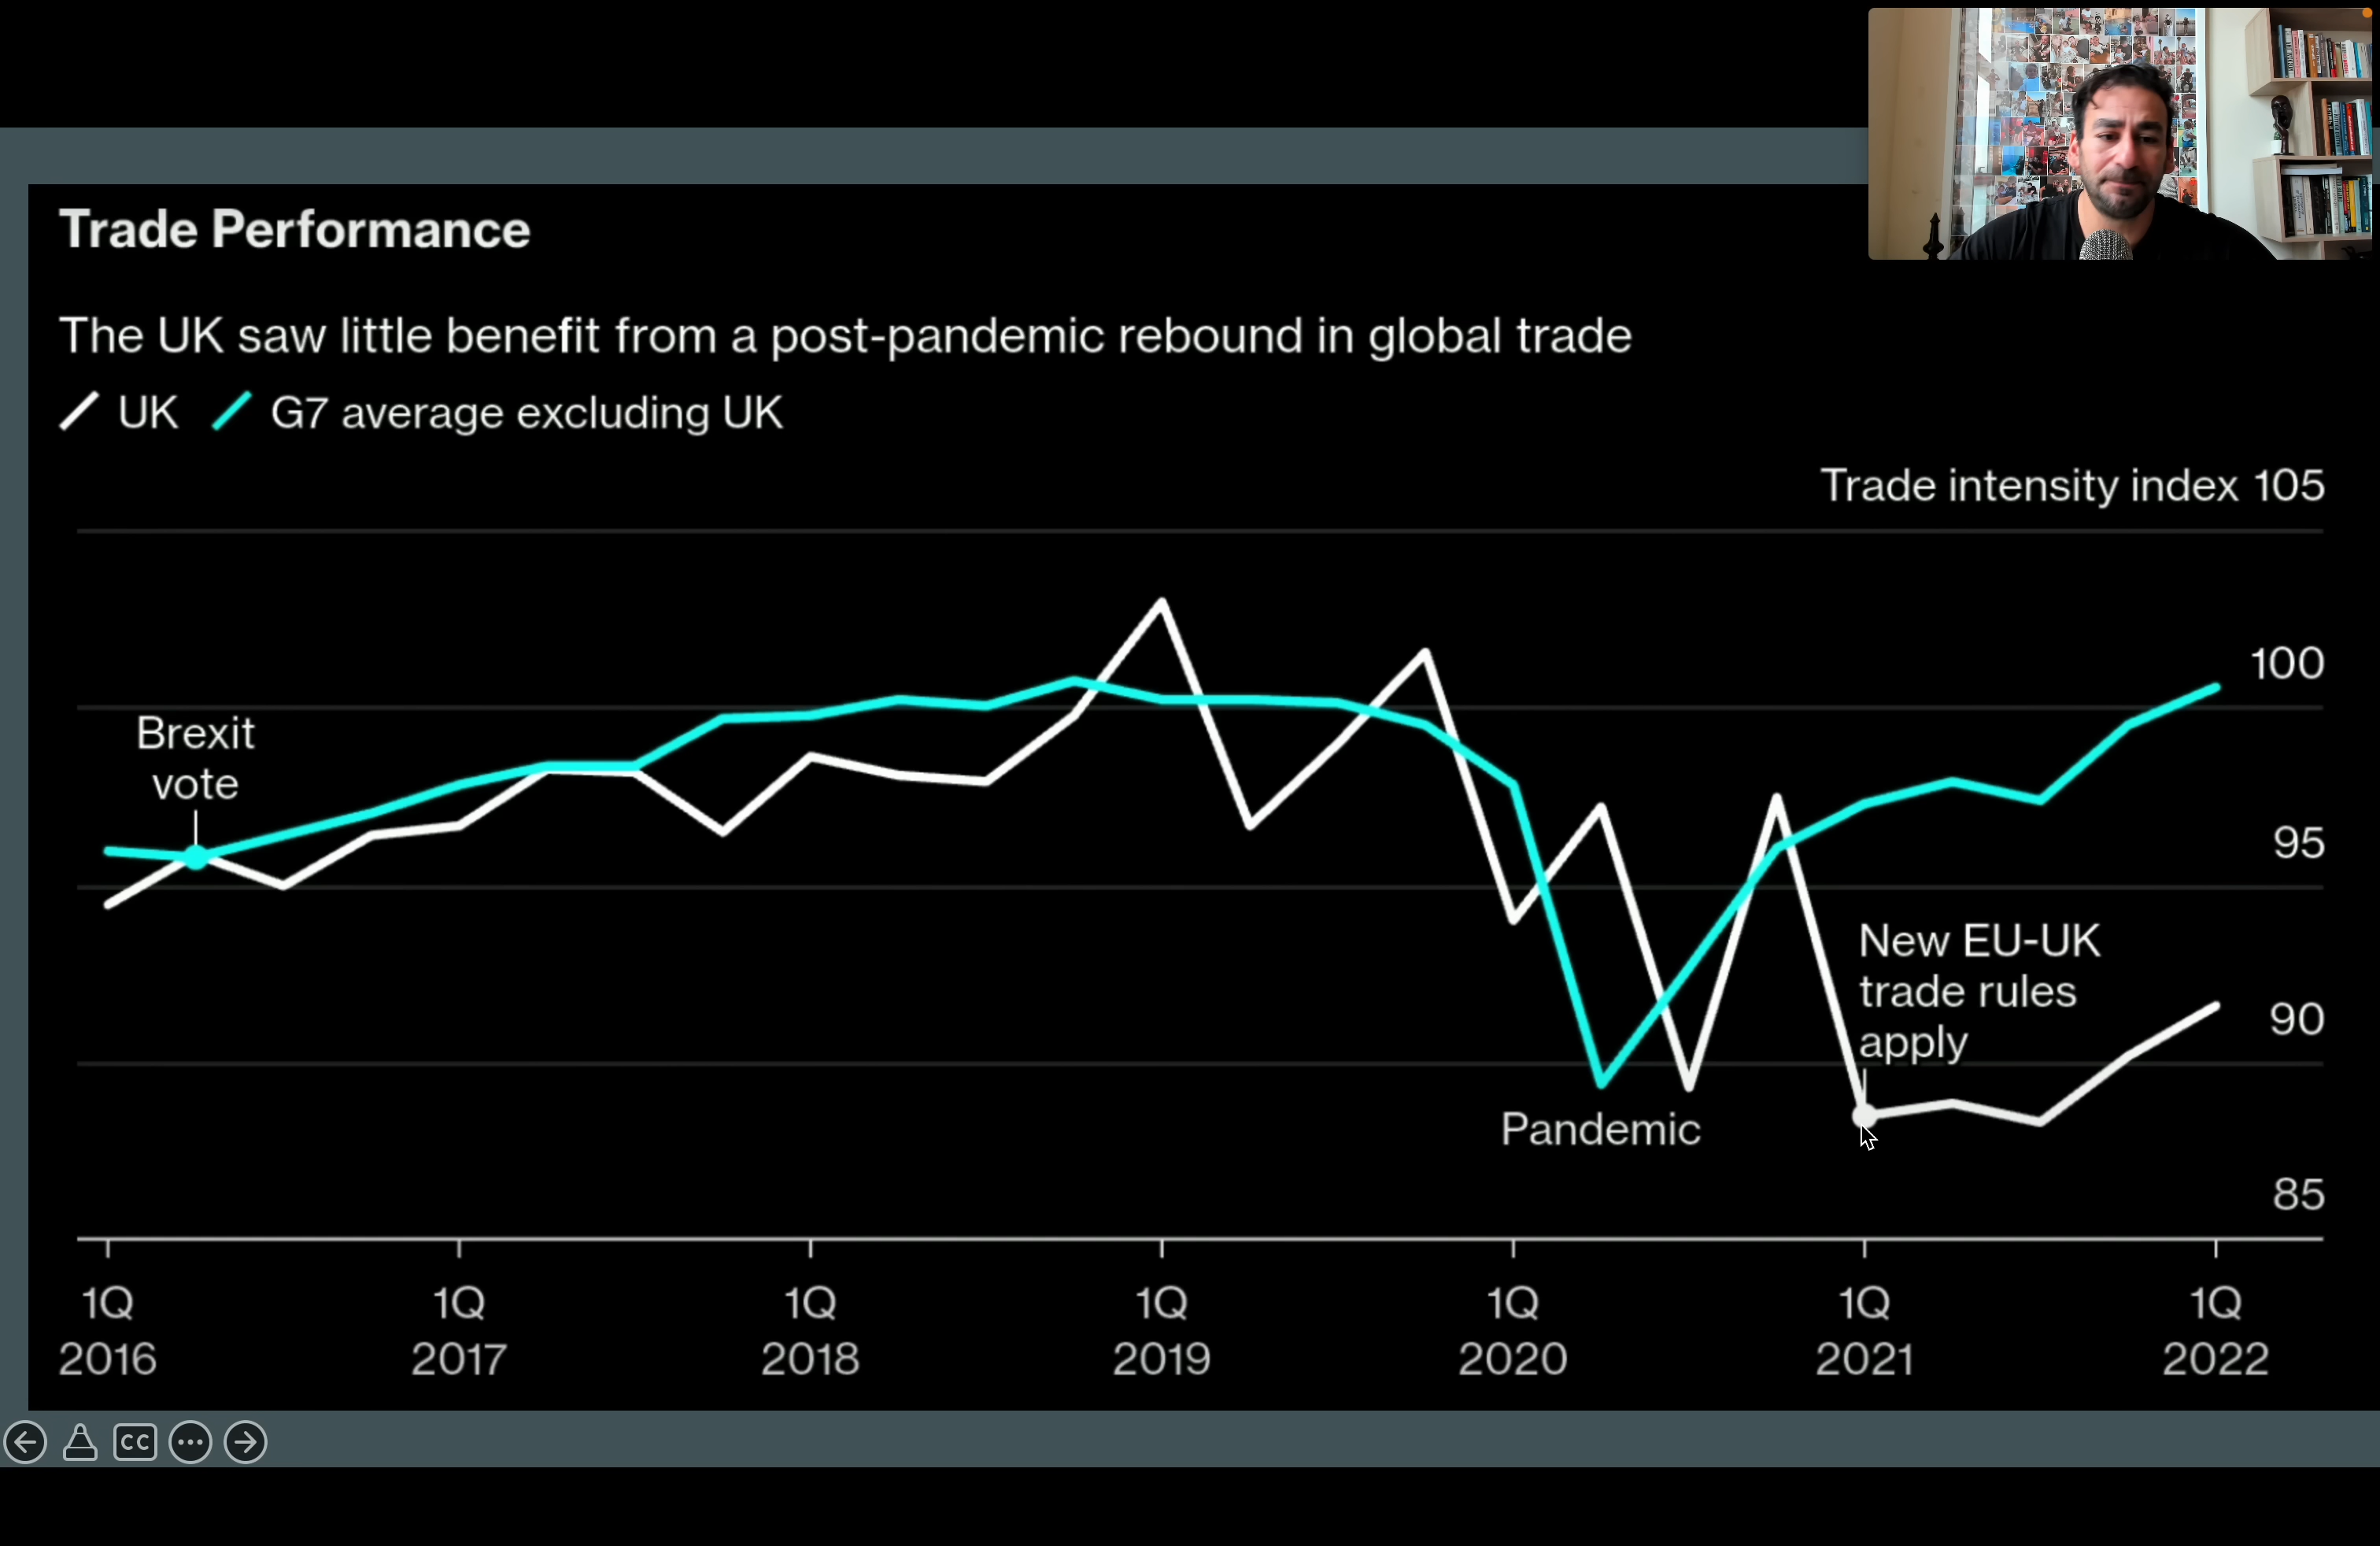 Trade Performance
The UK saw little benefit from a post-pandemic rebound in global trade
UK G7 average excluding UK
Trade intensity index 105
100
Brexit
vote
95
New EU-UK
trade rules
apply
90
Pandemic
85
1Q 1Q 1Q 1Q 1Q 1Q 1Q
2016 2017 2018 2019 2020 2021 2022
CC